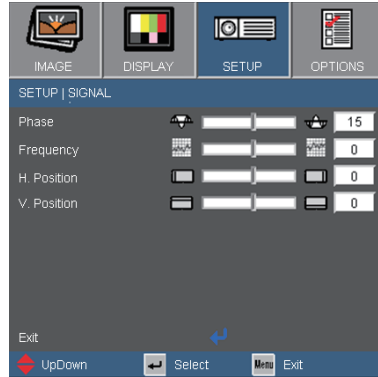 IMAGE DISPLAY SETUP OPTIONS
SETUP | SIGNAL
Phase 15
Frequency 0
H. Position 0
V. Position 0
Exit
UpDown Select Menu Exit